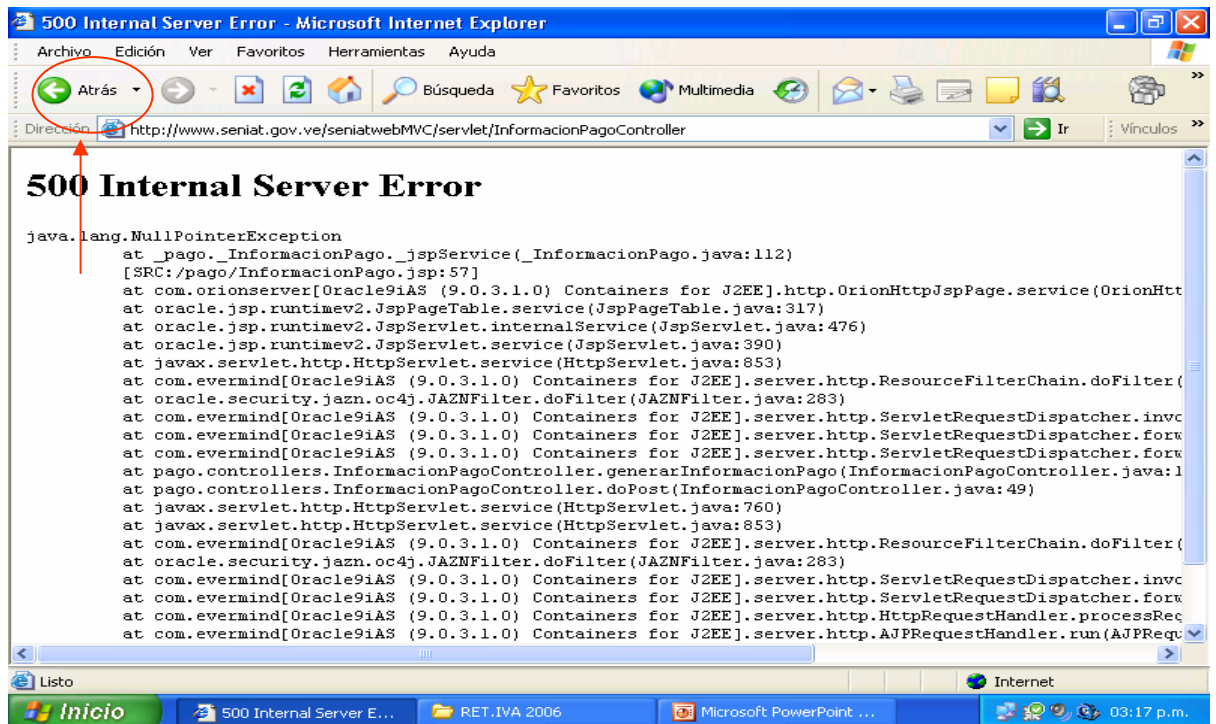 500 Internal Server Error - Microsoft Internet Explorer
Archivo Edición Ver Favoritos Herramientas Ayuda
Atrás Búsqueda Favoritos Multimedia »
Dirección http://www.seniat.gov.ve/seniatwebMVC/servlet/InformacionPagoController Ir Vínculos »
500 Internal Server Error
java.lang.NullPointerException
at _pago._InformacionPago._jspService(_InformacionPago.java:112)
[SRC:/pago/InformacionPago.jsp:57]
at com.orionserver[Oracle9iAS (9.0.3.1.0) Containers for J2EE].http.OrionHttpJspPage.service(OrionHtt
at oracle.jsp.runtimev2.JspPageTable.service(JspPageTable.java:317)
at oracle.jsp.runtimev2.JspServlet.internalService(JspServlet.java:476)
at oracle.jsp.runtimev2.JspServlet.service(JspServlet.java:390)
at javax.servlet.http.HttpServlet.service(HttpServlet.java:853)
at com.evermind[Oracle9iAS (9.0.3.1.0) Containers for J2EE].server.http.ResourceFilterChain.doFilter(
at oracle.security.jazn.oc4j.JAZNFilter.doFilter(JAZNFilter.java:283)
at com.evermind[Oracle9iAS (9.0.3.1.0) Containers for J2EE].server.http.ServletRequestDispatcher.invc
at com.evermind[Oracle9iAS (9.0.3.1.0) Containers for J2EE].server.http.ServletRequestDispatcher.forw
at com.evermind[Oracle9iAS (9.0.3.1.0) Containers for J2EE].server.http.ServletRequestDispatcher.forw
at pago.controllers.InformacionPagoController.generarInformacionPago(InformacionPagoController.java:1
at pago.controllers.InformacionPagoController.doPost(InformacionPagoController.java:49)
at javax.servlet.http.HttpServlet.service(HttpServlet.java:760)
at javax.servlet.http.HttpServlet.service(HttpServlet.java:853)
at com.evermind[Oracle9iAS (9.0.3.1.0) Containers for J2EE].server.http.ResourceFilterChain.doFilter(
at oracle.security.jazn.oc4j.JAZNFilter.doFilter(JAZNFilter.java:283)
at com.evermind[Oracle9iAS (9.0.3.1.0) Containers for J2EE].server.http.ServletRequestDispatcher.invc
at com.evermind[Oracle9iAS (9.0.3.1.0) Containers for J2EE].server.http.ServletRequestDispatcher.forw
at com.evermind[Oracle9iAS (9.0.3.1.0) Containers for J2EE].server.http.HttpRequestHandler.processReq
at com.evermind[Oracle9iAS (9.0.3.1.0) Containers for J2EE].server.http.AJPRequestHandler.run(AJPRequ
Listo Internet
Inicio 500 Internal Server E... RET.IVA 2006 Microsoft PowerPoint ... 03:17 p.m.